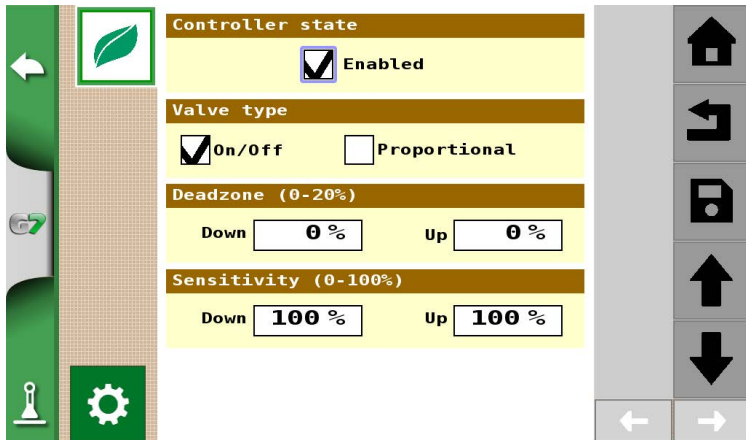 Controller state
Enabled
Valve type
On/Off Proportional
Deadzone (0-20%)
Down 0 % Up 0 %
Sensitivity (0-100%)
Down 100 % Up 100 %
G7